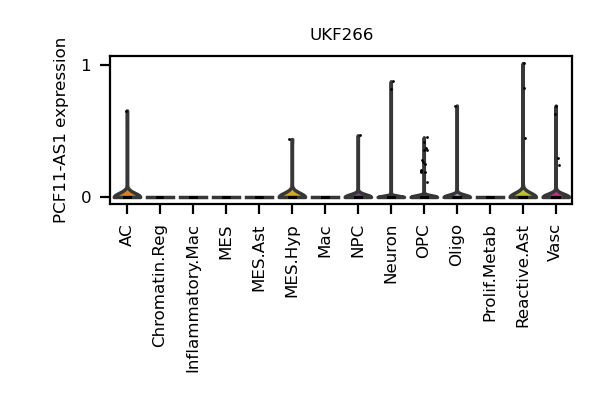 UKF266
PCF11-AS1 expression
1
0
AC
Chromatin.Reg
Inflammatory.Mac
MES
MES.Ast
MES.Hyp
Mac
NPC
Neuron
OPC
Oligo
Prolif.Metab
Reactive.Ast
Vasc